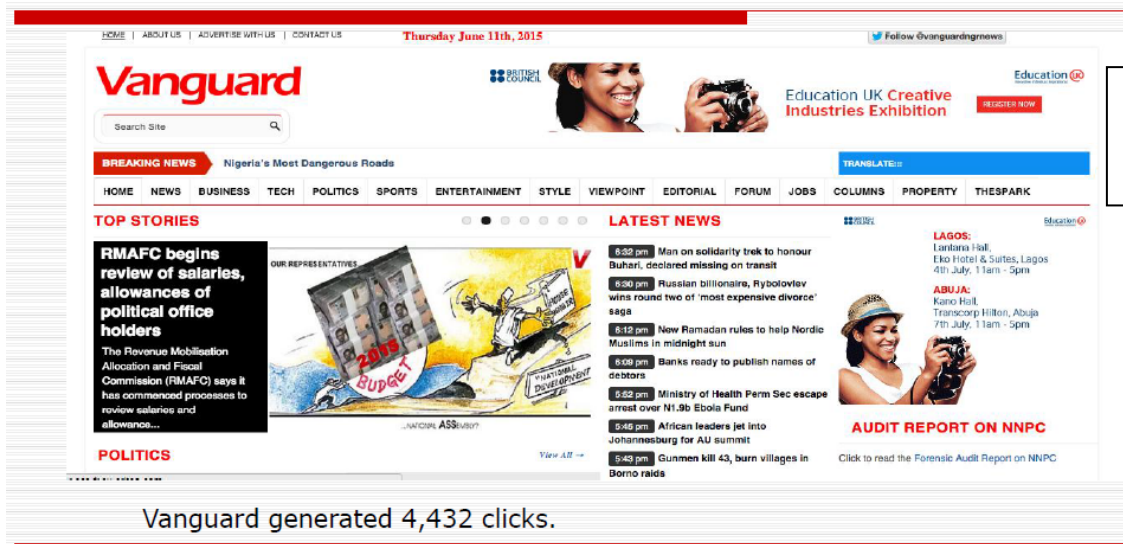 HOME | ABOUT US | ADVERTISE WITH US | CONTACT US
Thursday June 11th, 2015
Follow @vanguardngrnews
Vanguard
Search Site
BRITISH
COUNCIL
Education UK Creative
Industries Exhibition
Education UK
REGISTER NOW
BREAKING NEWS Nigeria's Most Dangerous Roads
TRANSLATE:::
HOME NEWS BUSINESS TECH POLITICS SPORTS ENTERTAINMENT STYLE VIEWPOINT EDITORIAL FORUM JOBS COLUMNS PROPERTY THESPARK
TOP STORIES
RMAFC begins
review of salaries,
allowances of
political office
holders
The Revenue Mobilisation
Allocation and Fiscal
Commission (RMAFC) says it
has commenced processes to
review salaries and
allowance...
OUR REPRESENTATIVES
V
2015
BUDGET
"NATIONAL
DEVELOPMENT
...NATIONAL ASSEMBLY?
POLITICS
View All →
LATEST NEWS
6:32 pm Man on solidarity trek to honour
Buhari, declared missing on transit
6:30 pm Russian billionaire, Rybolovlev
wins round two of 'most expensive divorce'
saga
6:12 pm New Ramadan rules to help Nordic
Muslims in midnight sun
6:09 pm Banks ready to publish names of
debtors
5:52 pm Ministry of Health Perm Sec escape
arrest over N1.9b Ebola
Fund
5:45 pm African leaders jet into
Johannesburg for AU summit
5:43 pm Gunmen kill 43, burn villages in
Borno raids
BRITISH
COUNCIL
Education UK
LAGOS:
Lantana Hall,
Eko Hotel & Suites, Lagos
4th July, 11am - 5pm
ABUJA:
Kano Hall,
Transcorp Hilton, Abuja
7th July, 11am - 5pm
AUDIT REPORT ON NNPC
Click to read the Forensic Audit Report on NNPC
Vanguard generated 4,432 clicks.